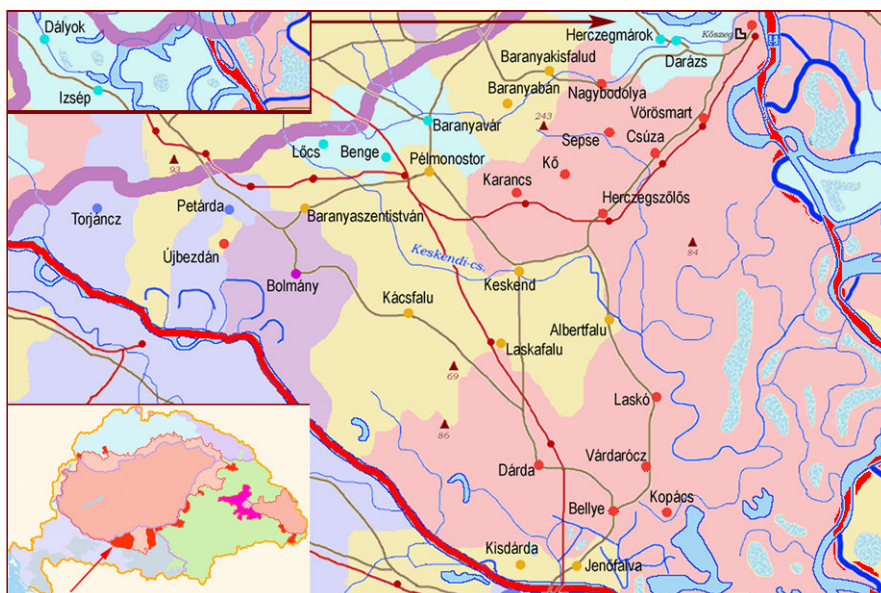 Dályok
Izsép
Herczegmárok
Kőszeg
Darázs
Baranyakisfalud
Baranyabán
Nagybodolya
Vörösmart
243
Baranyavár
Sepse
Csúza
Lőcs
Benge
Pélmonostor
Kő
93
Karancs
Torjáncz
Petárda
Baranyaszentistván
Herczegszőlős
Újbezdán
Keskendi-cs.
84
Bolmány
Keskend
Kácsfalu
Albertfalu
Laskafalu
69
Laskó
86
Dárda
Várdarócz
Bellye
Kopács
Kisdárda
Jenőfalva